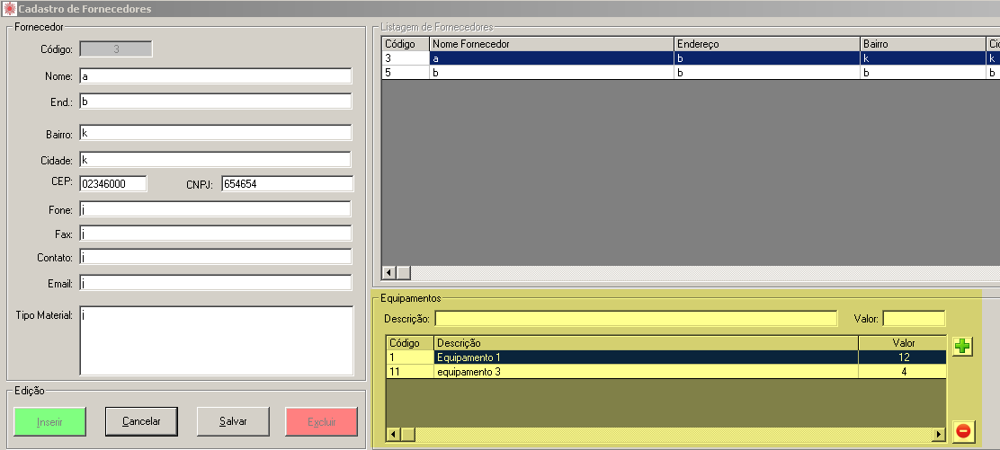 Cadastro de Fornecedores
Fornecedor
Código: 3
Nome: a
End.: b
Bairro: k
Cidade: k
CEP: 02346000 CNPJ: 654654
Fone: j
Fax: j
Contato: j
Email: j
Tipo Material: j
Edição
Inserir Cancelar Salvar Excluir
Listagem de Fornecedores
Código Nome Fornecedor Endereço Bairro Cid
3 a b k k
5 b b b b
Equipamentos
Descrição: Valor:
Código Descrição Valor
1 Equipamento 1 12
11 equipamento 3 4